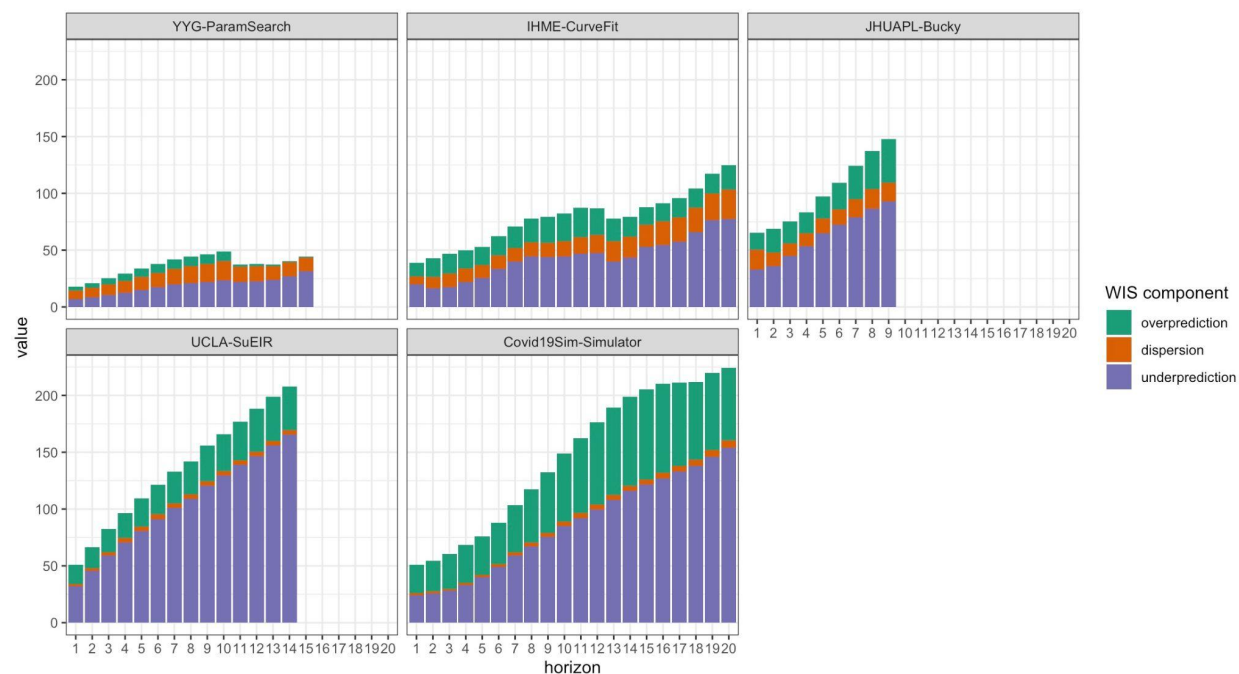 YYG-ParamSearch
IHME-CurveFit
JHUAPL-Bucky
200
150
100
50
0
1 2 3 4 5 6 7 8 9 10 11 12 13 14 15 16 17 18 19 20
value
WIS component
overprediction
dispersion
underprediction
UCLA-SuEIR
Covid19Sim-Simulator
200
150
100
50
0
1 2 3 4 5 6 7 8 9 10 11 12 13 14 15 16 17 18 19 20
1 2 3 4 5 6 7 8 9 10 11 12 13 14 15 16 17 18 19 20
horizon